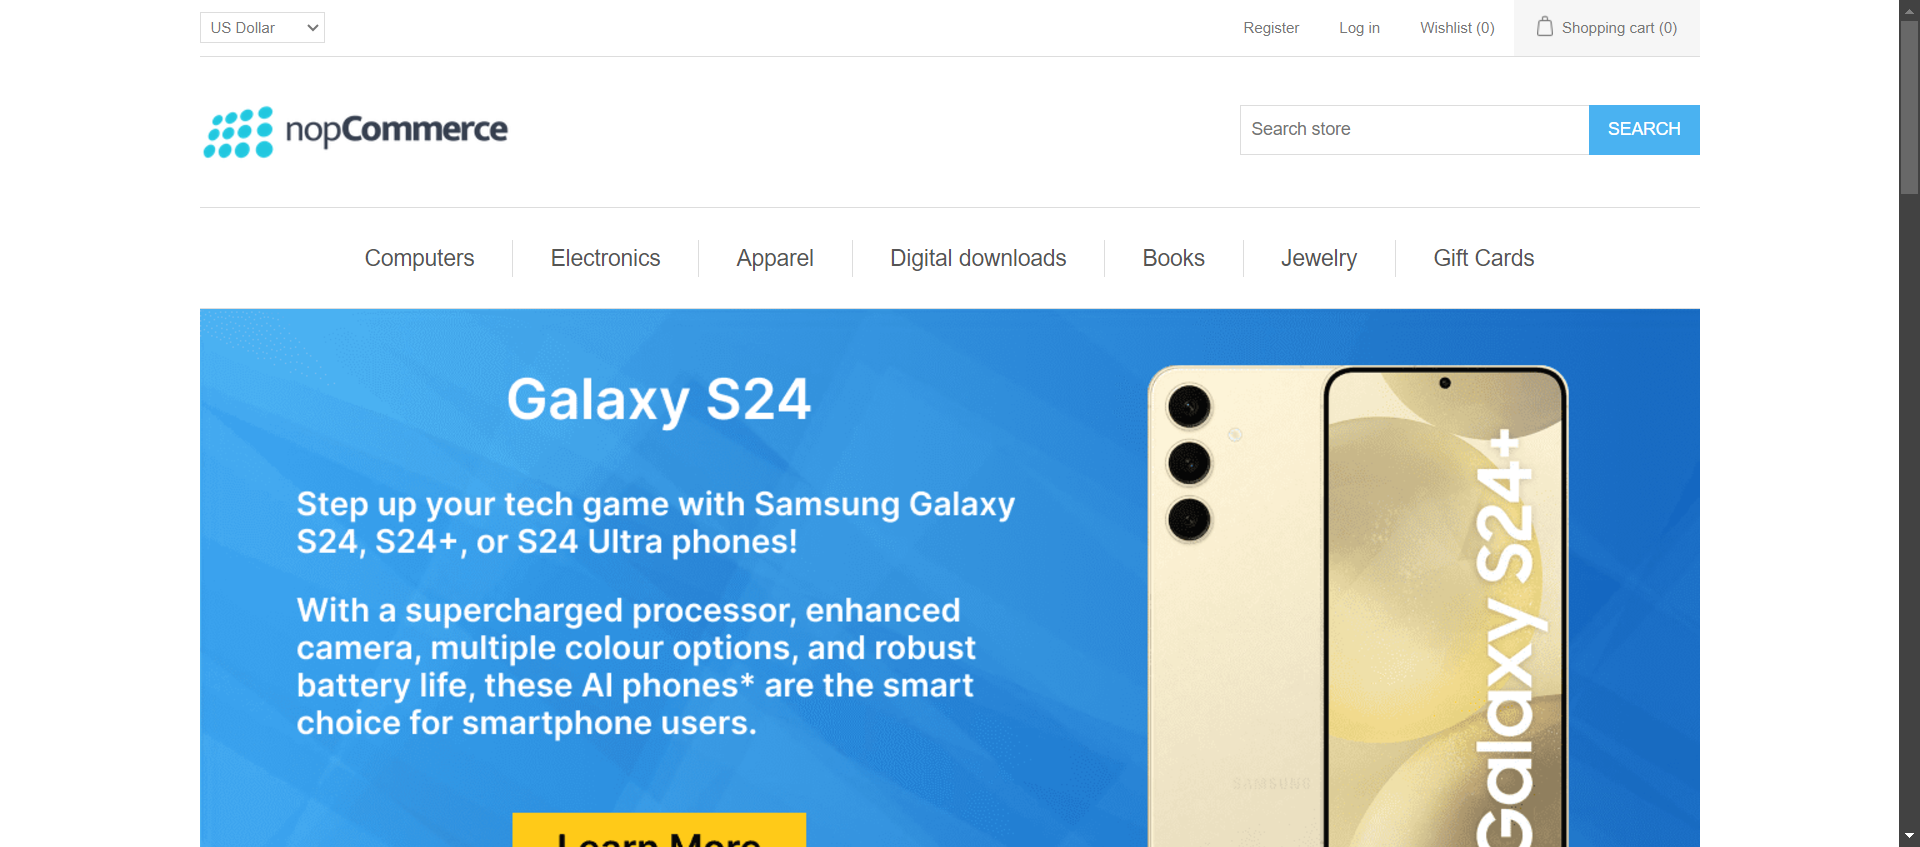 US Dollar
Register
Log in
Wishlist (0)
Shopping cart (0)
nopCommerce
Search store
SEARCH
Computers
Electronics
Apparel
Digital downloads
Books
Jewelry
Gift Cards
Galaxy S24
Step up your tech game with Samsung Galaxy
S24, S24+, or S24 Ultra phones!
With a supercharged processor, enhanced
camera, multiple colour options, and robust
battery life, these AI phones* are the smart
choice for smartphone users.
Learn More
SAMSUNG
Galaxy S24+